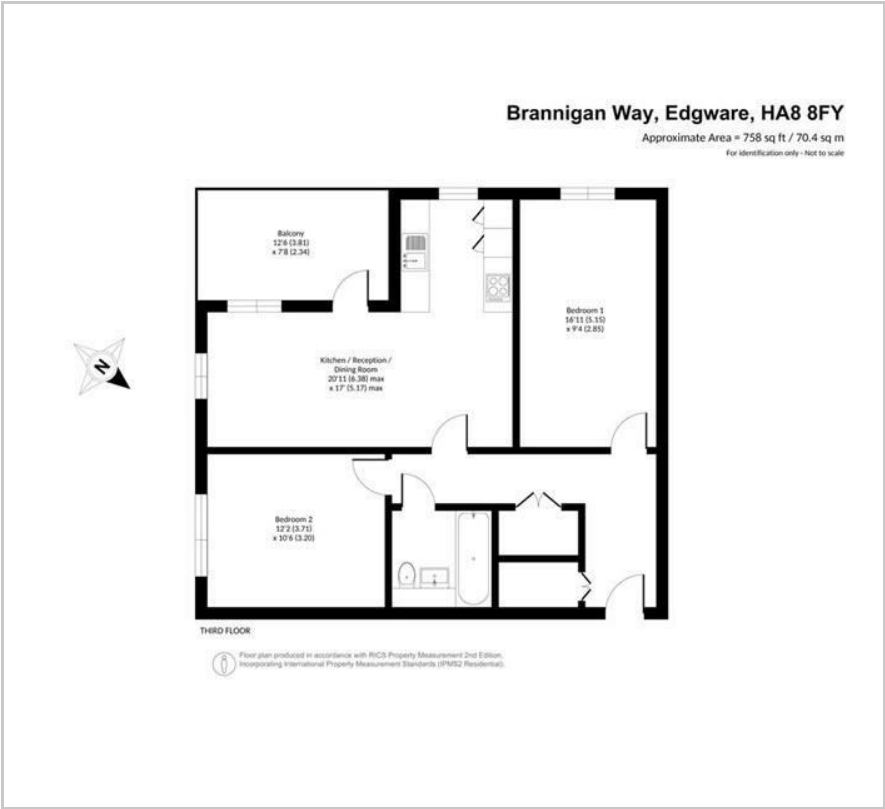 Brannigan Way, Edgware, HA8 8FY
Approximate Area = 758 sq ft / 70.4 sq m
For identification only - Not to scale
Balcony
12'6 (3.81)
x 7'8 (2.34)
Bedroom 1
16'11 (5.15)
x 9'4 (2.85)
N
Kitchen / Reception /
Dining Room
20'11 (6.38) max
x 17' (5.17) max
Bedroom 2
12'2 (3.71)
x 10'6 (3.20)
THIRD FLOOR
Floor plan produced in accordance with RICS Property Measurement 2nd Edition,
Incorporating International Property Measurement Standards (IPMS2 Residential).